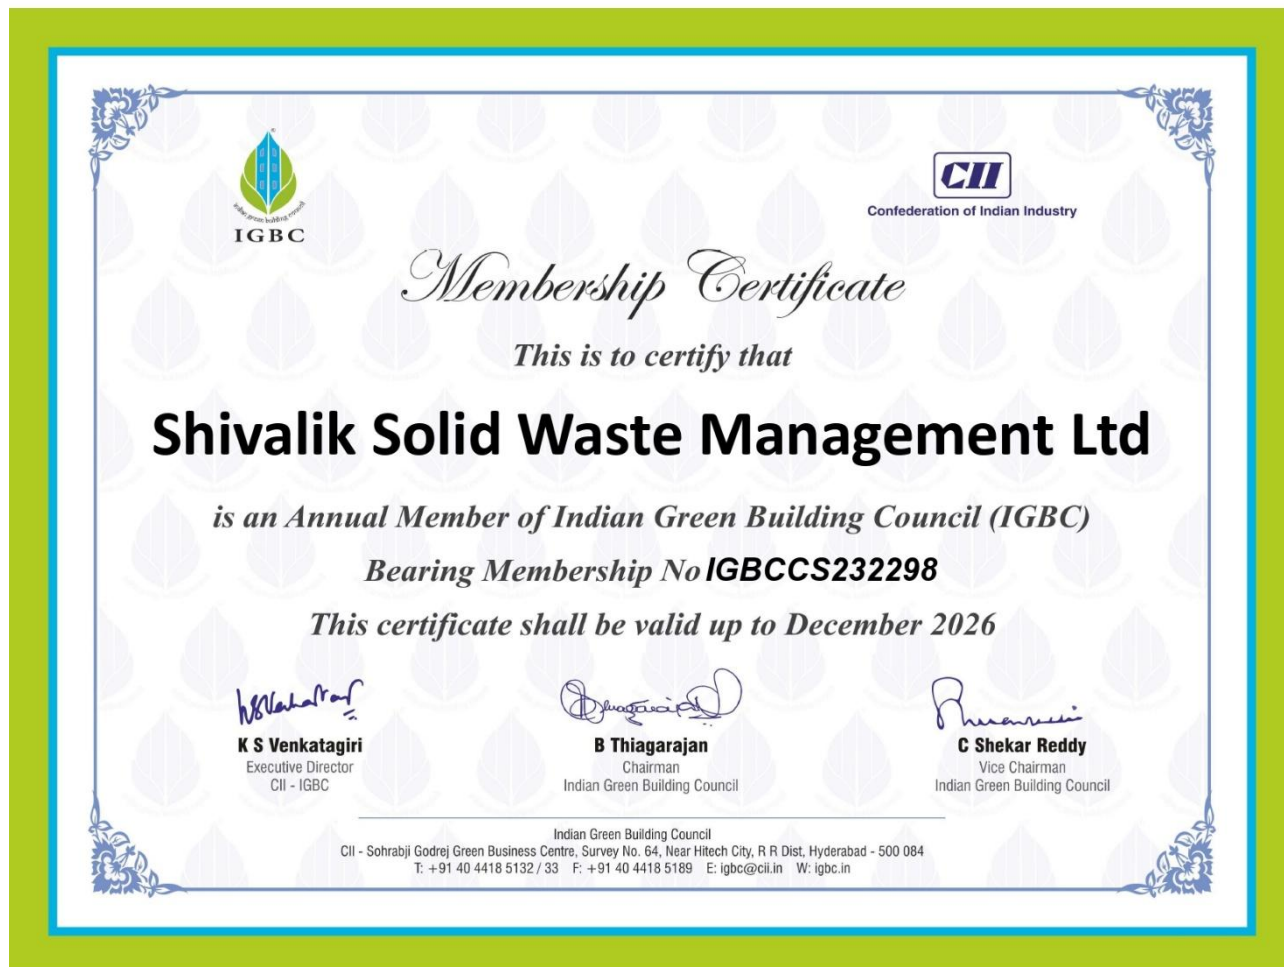 indian green building council
IGBC
CII
Confederation of Indian Industry
Membership Certificate
This is to certify that
Shivalik Solid Waste Management Ltd
is an Annual Member of Indian Green Building Council (IGBC)
Bearing Membership No IGBCCS232298
This certificate shall be valid up to December 2026
K S Venkatagiri
Executive Director
CII - IGBC
B Thiagarajan
Chairman
Indian Green Building Council
C Shekar Reddy
Vice Chairman
Indian Green Building Council
Indian Green Building Council
CII - Sohrabji Godrej Green Business Centre, Survey No. 64, Near Hitech City, R R Dist, Hyderabad - 500 084
T: +91 40 4418 5132 / 33 F: +91 40 4418 5189 E: igbc@cii.in W: igbc.in